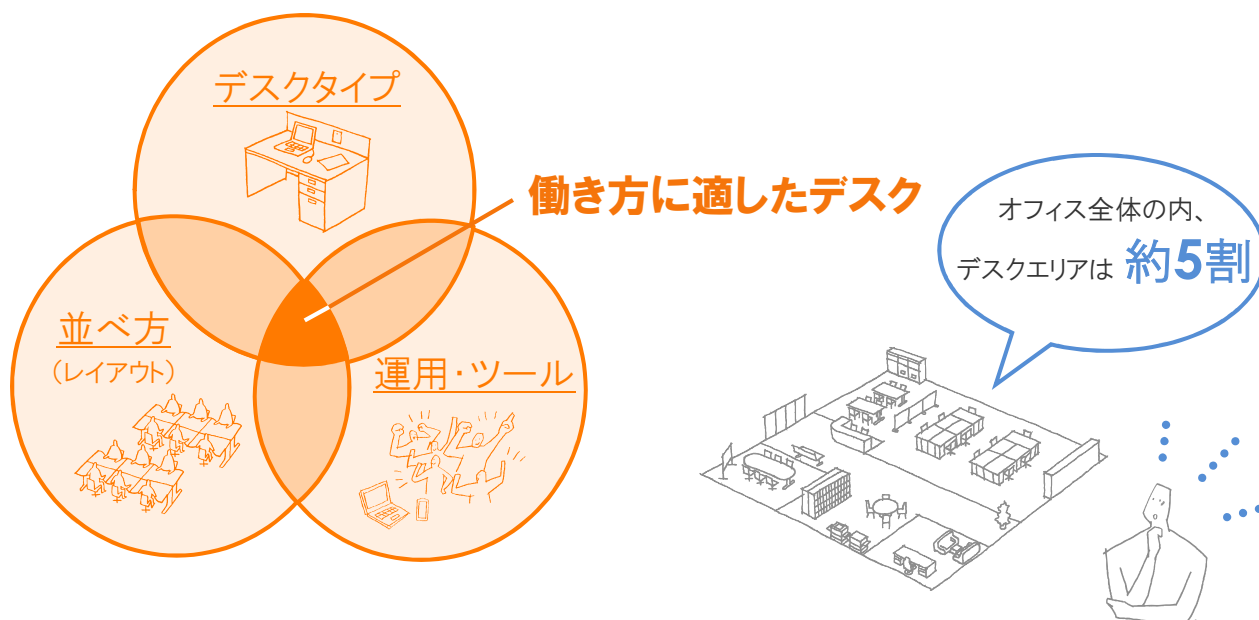 デスクタイプ
働き方に適したデスク
並べ方
(レイアウト)
運用・ツール
オフィス全体の内、
デスクエリアは 約5割